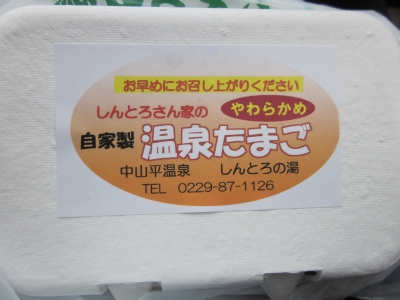 お早めにお召し上がりください
しんとろさん家の やわらかめ
自家製 温泉たまご
中山平温泉 しんとろの湯
TEL 0229-87-1126